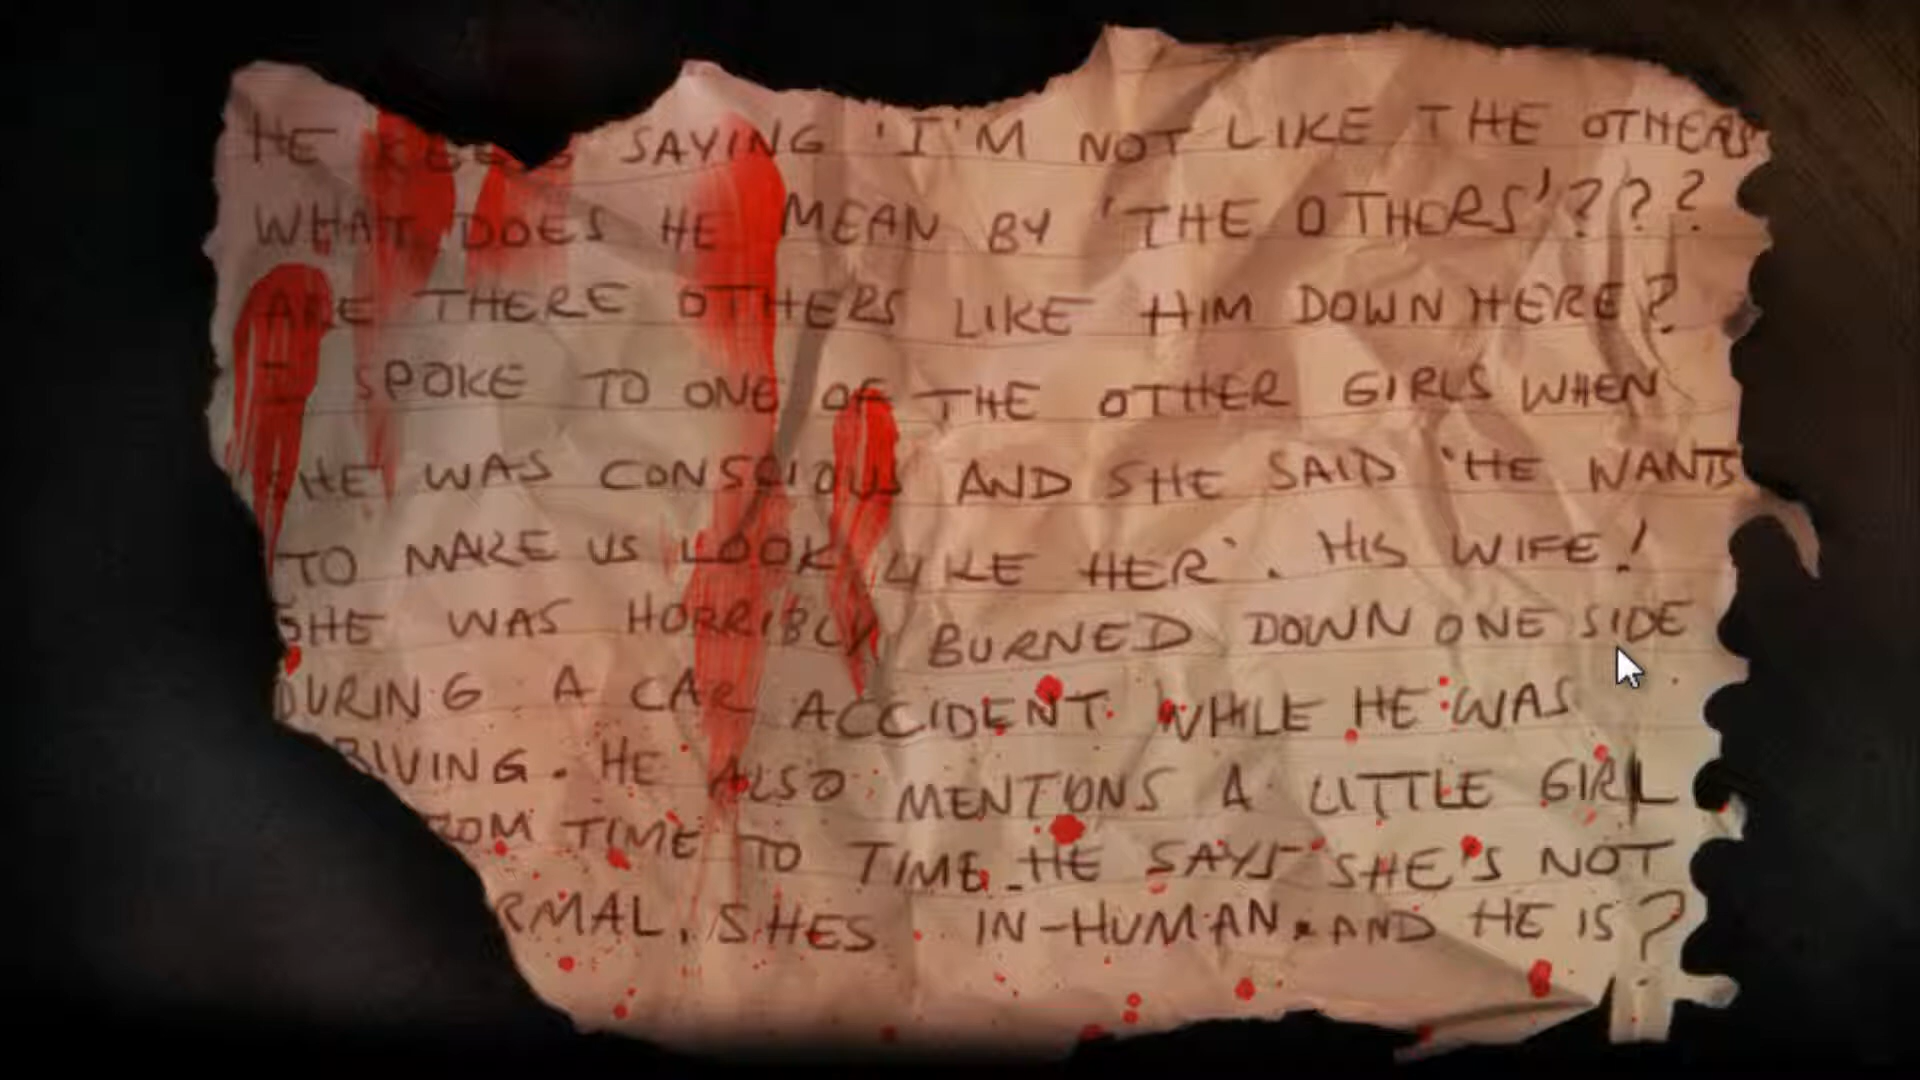 HE KEEPS SAYING 'I'M NOT LIKE THE OTHERS'
WHAT DOES HE MEAN BY 'THE OTHERS'???
ARE THERE OTHERS LIKE HIM DOWN HERE?
I SPOKE TO ONE OF THE OTHER GIRLS WHEN
SHE WAS CONSCIOUS AND SHE SAID 'HE WANTS
TO MAKE US LOOK LIKE HER'. HIS WIFE!
SHE WAS HORRIBLY BURNED DOWN ONE SIDE
DURING A CAR ACCIDENT WHILE HE WAS
RIVING. HE ALSO MENTIONS A LITTLE GIRL
ROM TIME TO TIME. HE SAYS SHE'S NOT
RMAL, SHES IN-HUMAN. AND HE IS?